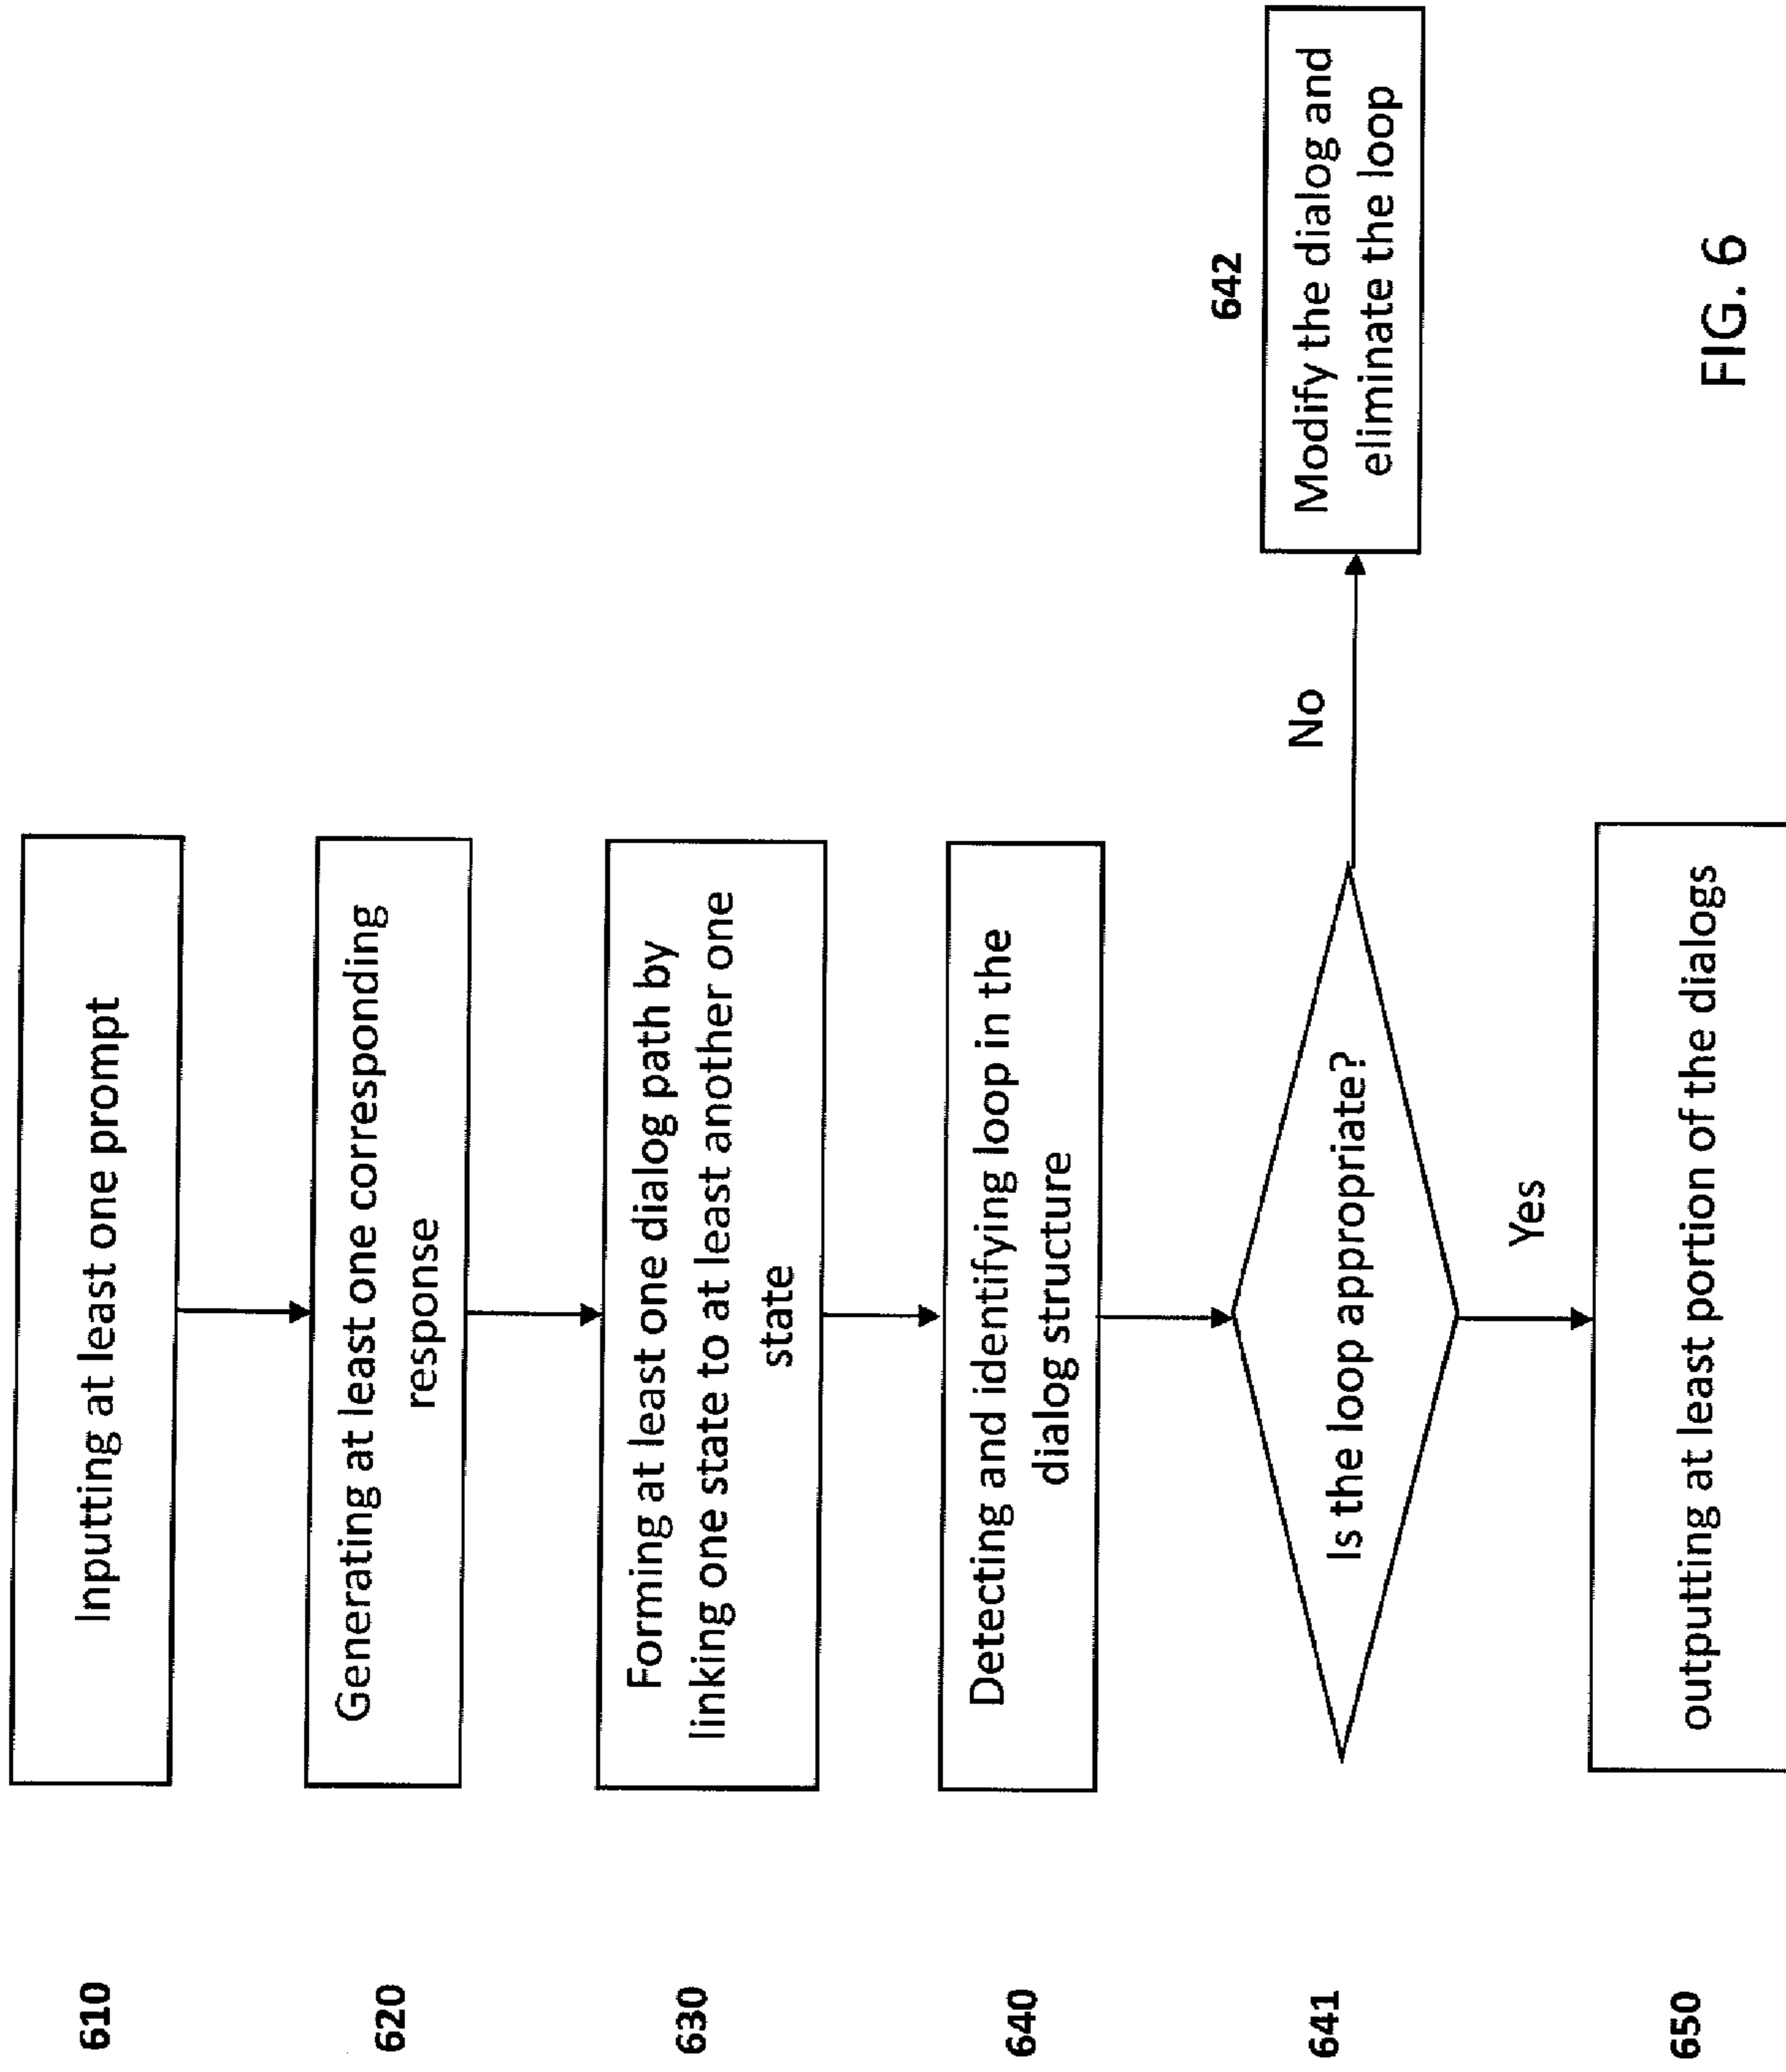 610
Inputting at least one prompt
620
Generating at least one corresponding
response
630
Forming at least one dialog path by
linking one state to at least another one
state
640
Detecting and identifying loop in the
dialog structure
641
Is the loop appropriate?
No
642
Modify the dialog and
eliminate the loop
Yes
650
outputting at least portion of the dialogs
FIG. 6